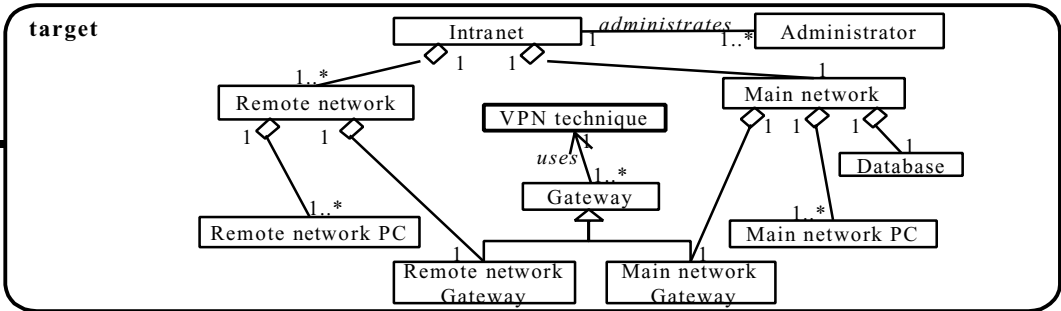 target
Intranet
administrates
1
1..*
Administrator
1
1
1..*
1
Remote network
Main network
1
1
VPN technique
1
1
1
1
uses
1
Database
1..*
Gateway
1..*
1..*
Remote network PC
Main network PC
1
1
Remote network
Gateway
Main network
Gateway